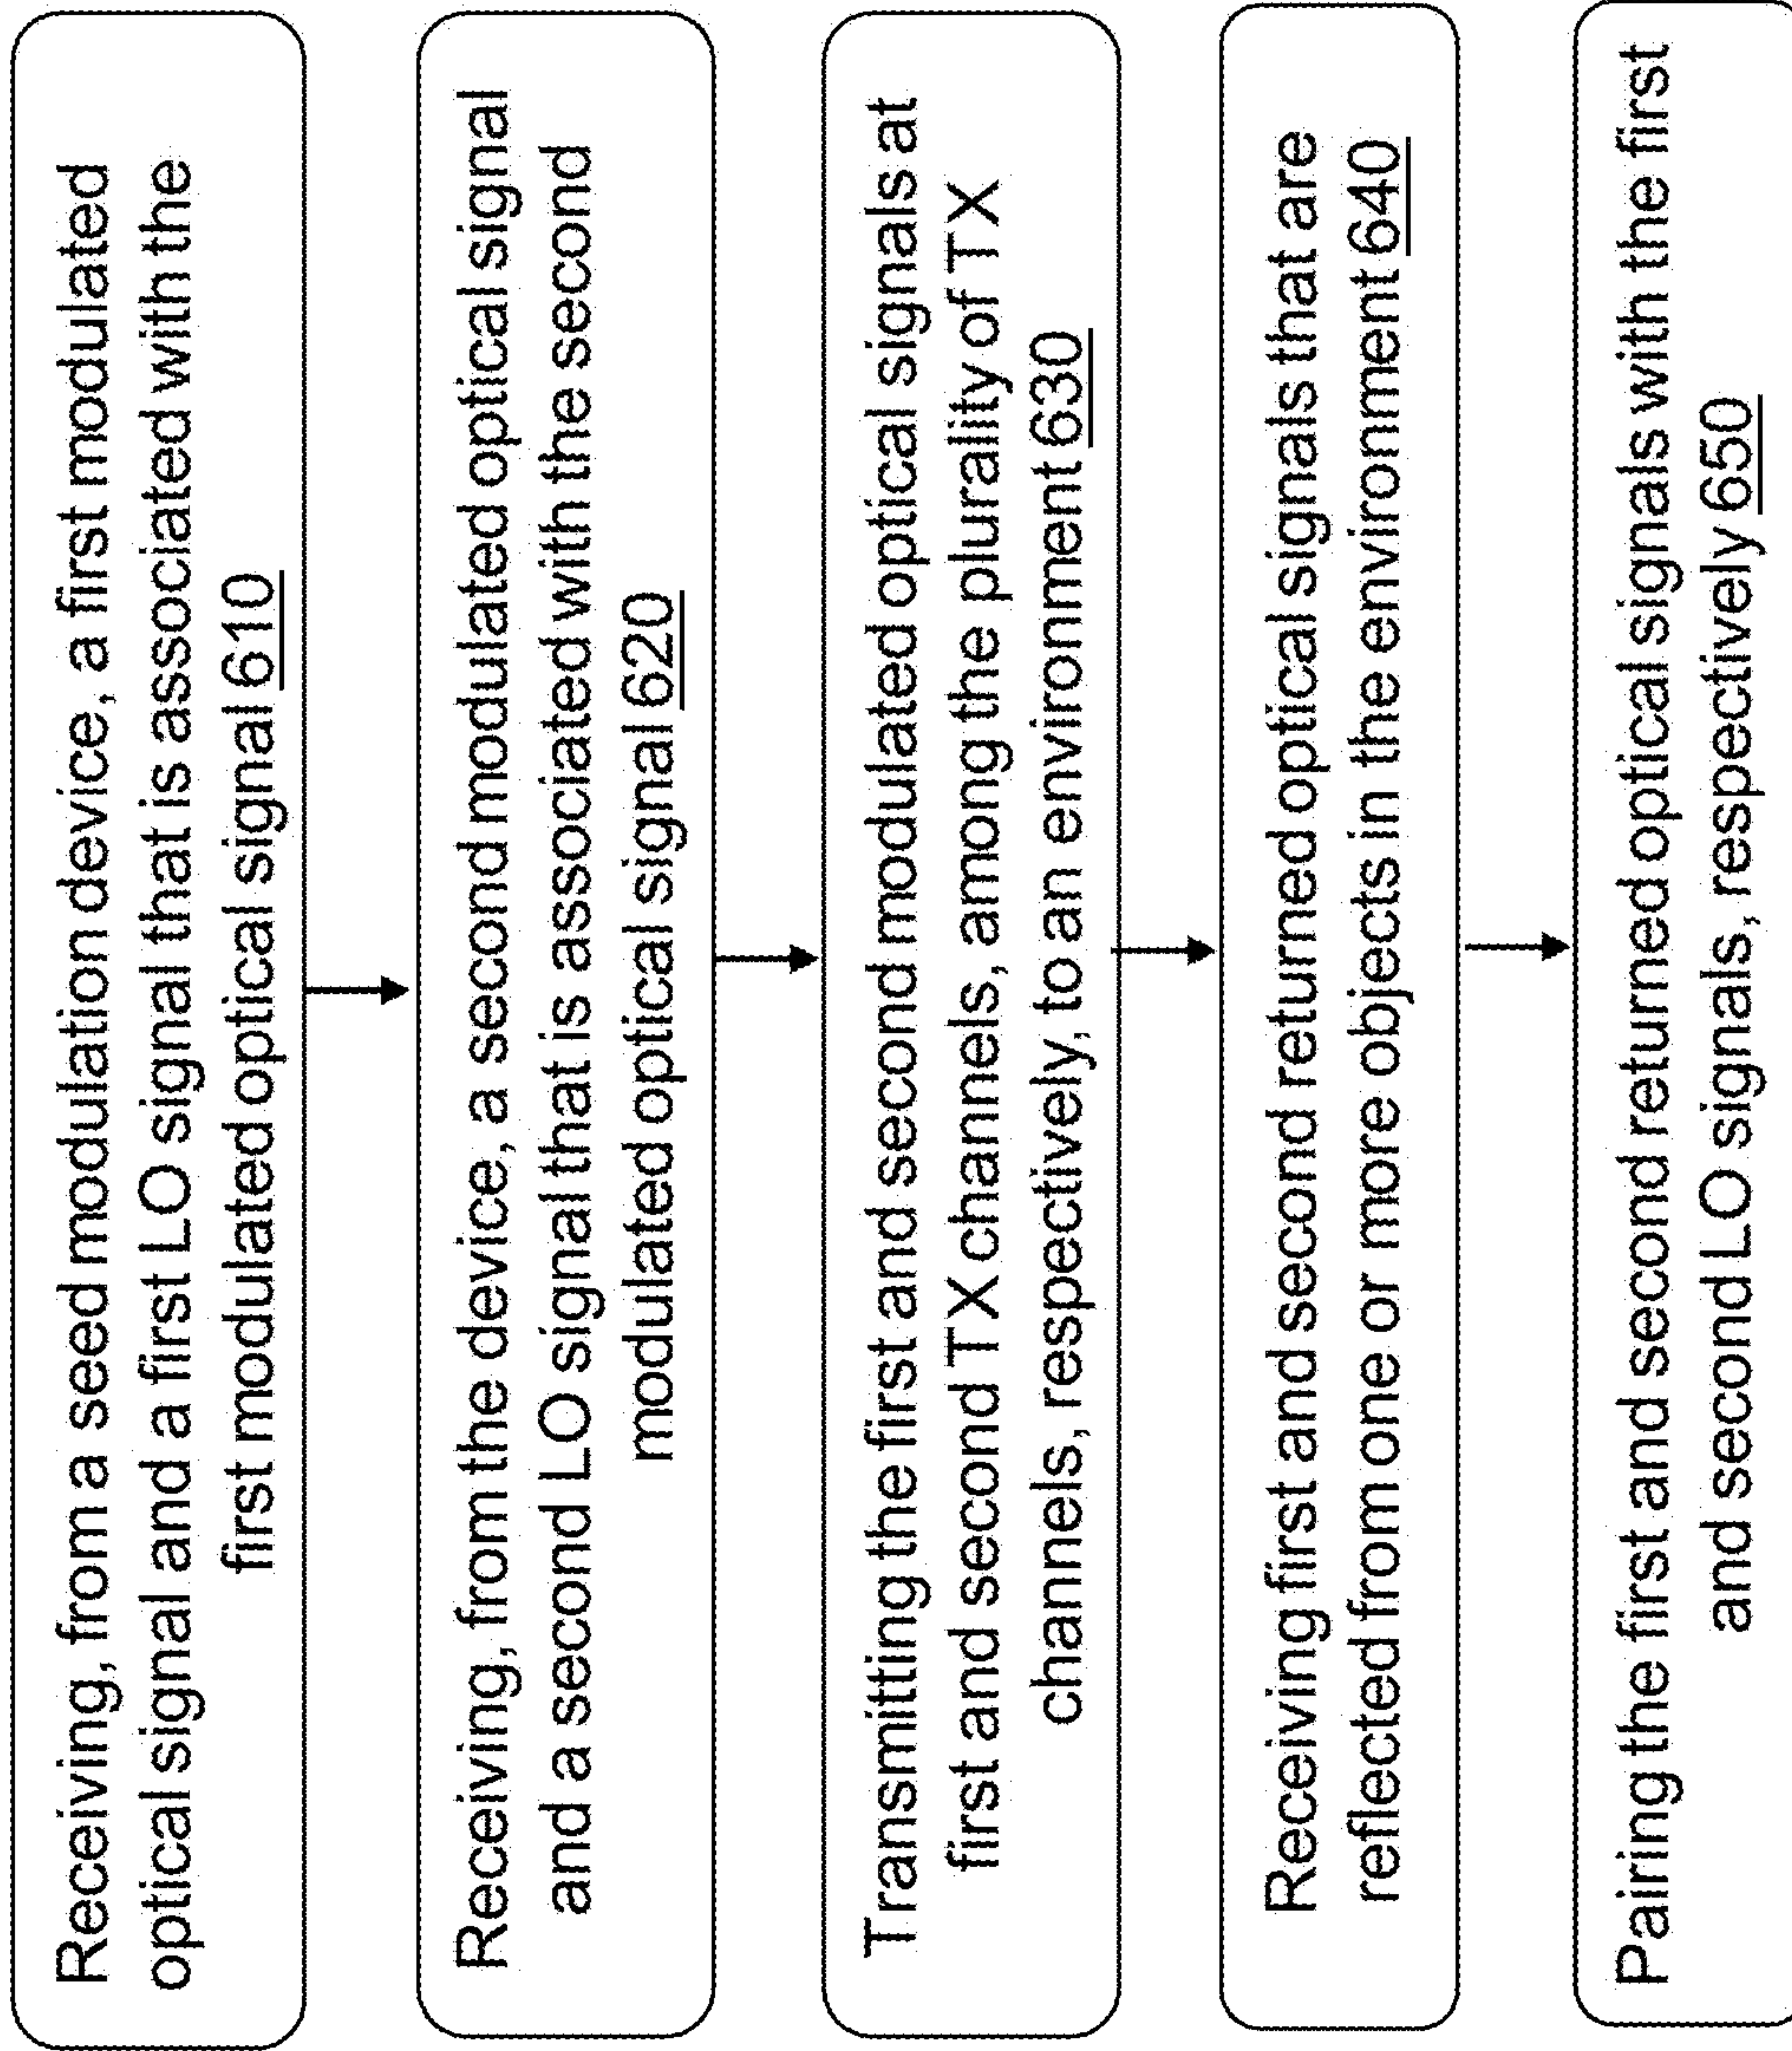 Receiving, from a seed modulation device, a first modulated
optical signal and a first LO signal that is associated with the
first modulated optical signal 610
Receiving, from the device, a second modulated optical signal
and a second LO signal that is associated with the second
modulated optical signal 620
Transmitting the first and second modulated optical signals at
first and second TX channels, among the plurality of TX
channels, respectively, to an environment 630
Receiving first and second returned optical signals that are
reflected from one or more objects in the environment 640
Pairing the first and second returned optical signals with the first
and second LO signals, respectively 650